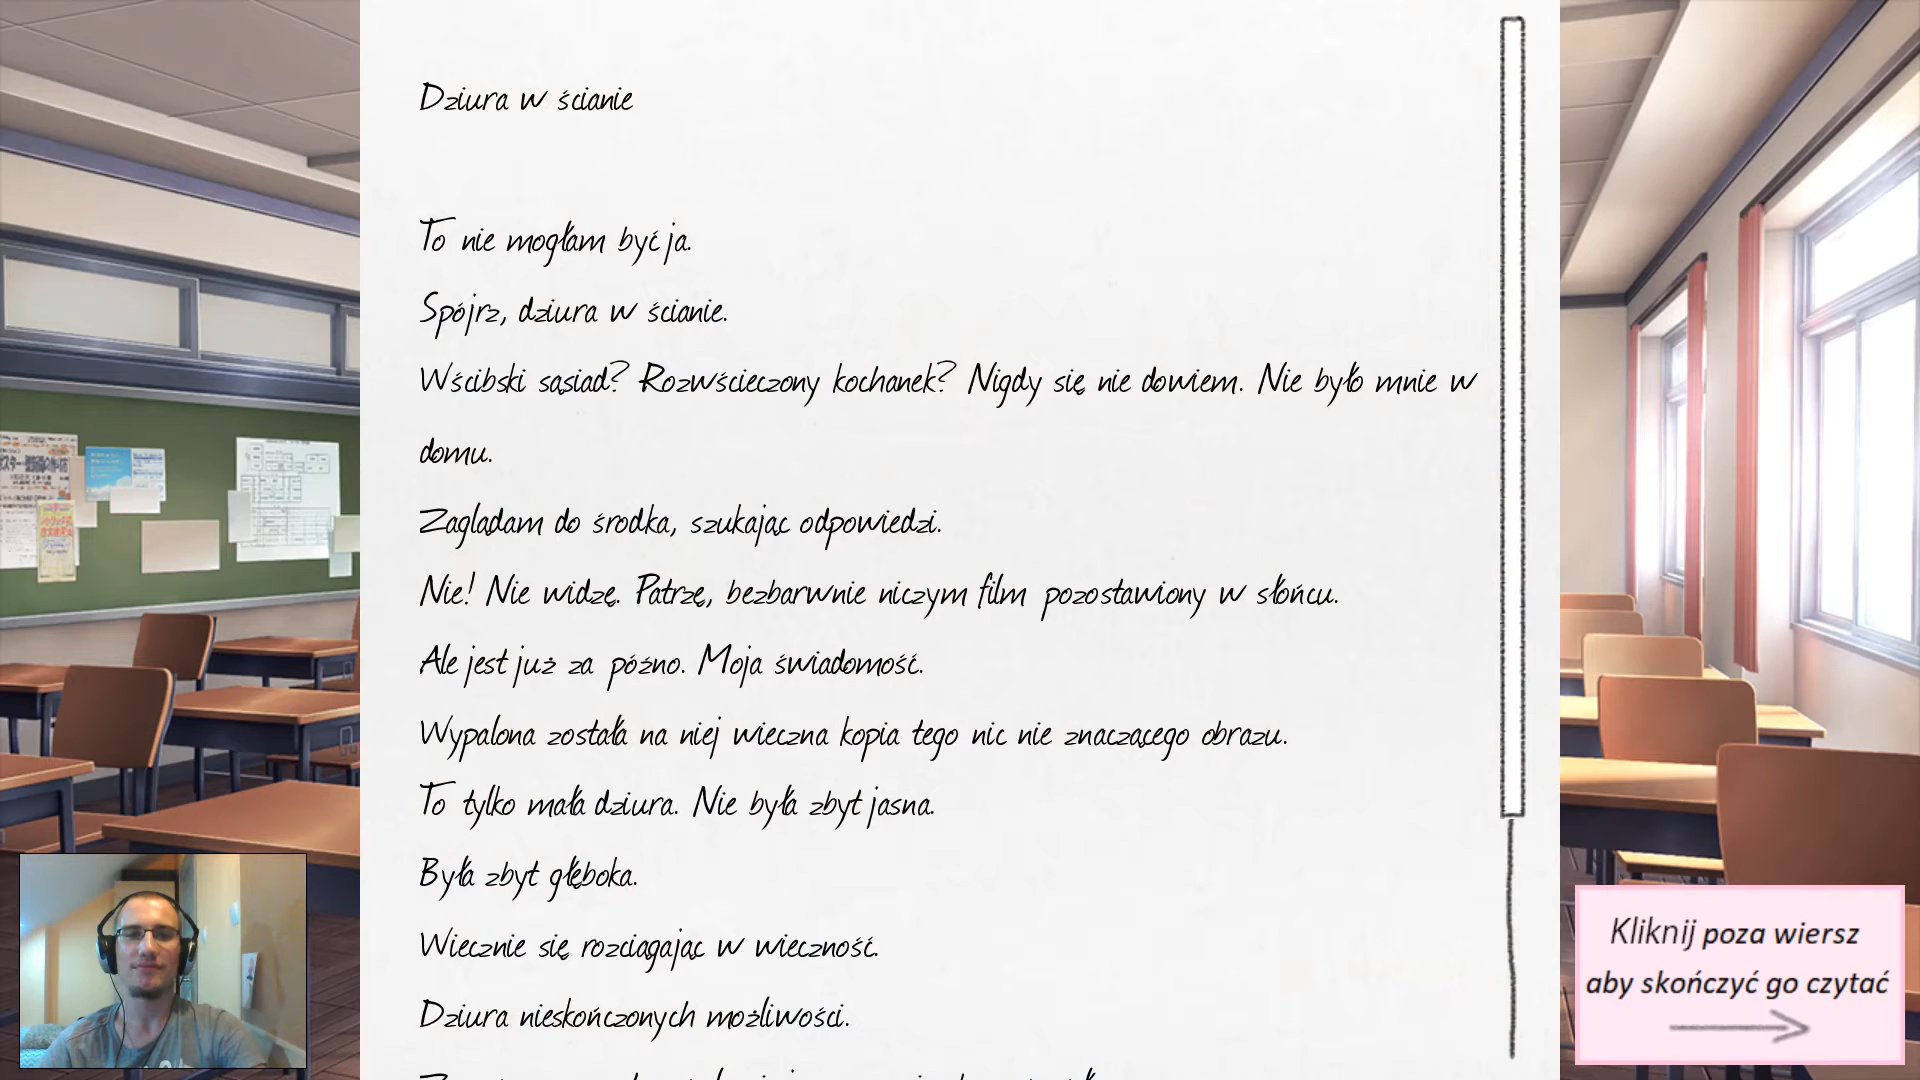 Dziura w ścianie
To nie mogłam być ja.
Spójrz, dziura w ścianie.
Wścibski sąsiad? Rozwścieczony kochanek? Nigdy się nie dowiem. Nie było mnie w
domu.
Zaglądam do środka, szukając odpowiedzi.
Nie! Nie widzę. Patrzę, bezbarwnie niczym film pozostawiony w słońcu.
Ale jest już za późno. Moja świadomość.
Wypalona została na niej wieczna kopia tego nic nie znaczącego obrazu.
To tylko mała dziura. Nie była zbyt jasna.
Była zbyt głęboka.
Wiecznie się rozciągając w wieczność.
Dziura nieskończonych możliwości.
Kliknij poza wiersz
aby skończyć go czytać